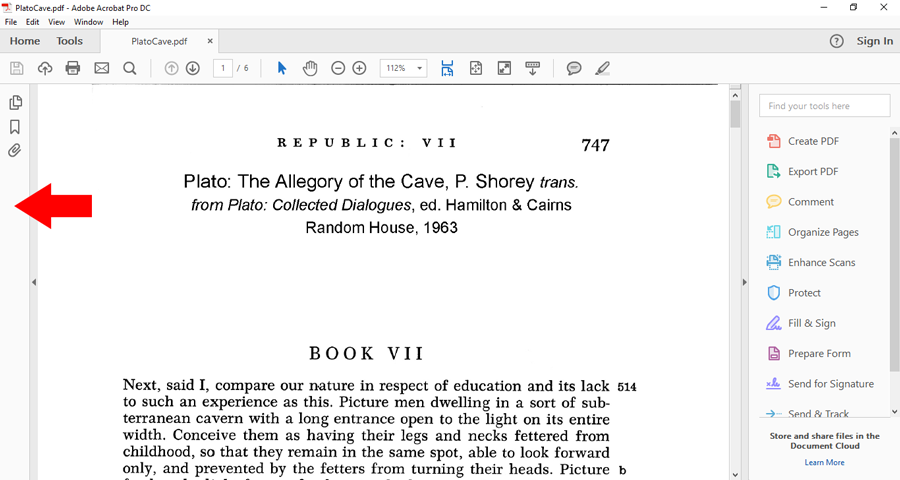 PlatoCave.pdf - Adobe Acrobat Pro DC
File Edit View Window Help
Home Tools PlatoCave.pdf × Sign In
1 / 6 112%
REPUBLIC: VII 747
Plato: The Allegory of the Cave, P. Shorey trans.
from Plato: Collected Dialogues, ed. Hamilton & Cairns
Random House, 1963
BOOK VII
Next, said I, compare our nature in respect of education and its lack 514
to such an experience as this. Picture men dwelling in a sort of sub-
terranean cavern with a long entrance open to the light on its entire
width. Conceive them as having their legs and necks fettered from
childhood, so that they remain in the same spot, able to look forward
only, and prevented by the fetters from turning their heads. Picture b
Find your tools here
Create PDF
Export PDF
Comment
Organize Pages
Enhance Scans
Protect
Fill & Sign
Prepare Form
Send for Signature
Send & Track
Store and share files in the
Document Cloud
Learn More